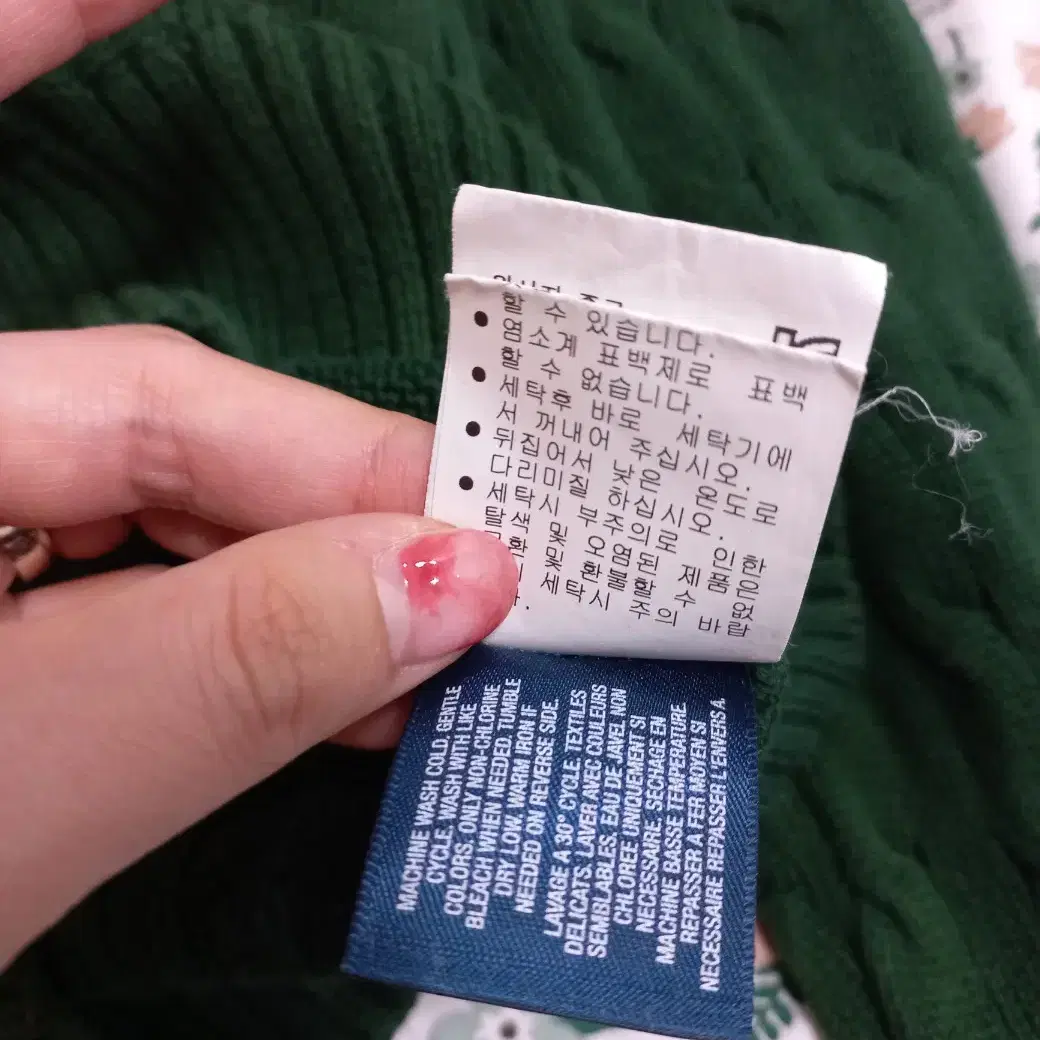 할 수 있습니다.
● 염소계 표백제로 표백
할 수 없습니다.
● 세탁후 바로 세탁기에
서 꺼내어 주십시오.
● 뒤집어서 낮은 온도로
다리미질 하십시오.
● 세탁시 부주의로 인한
탈색 및 오염된 제품은
및 환불할 수 없
세탁시 주의 바랍
MACHINE WASH COLD, GENTLE
CYCLE, WASH WITH LIKE
COLORS, ONLY NON-CHLORINE
BLEACH WHEN NEEDED, TUMBLE
DRY LOW, WARM IRON IF
NEEDED ON REVERSE SIDE.
LAVAGE A 30° CYCLE TEXTILES
DELICATS, LAVER AVEC COULEURS
SEMBLABLES, EAU DE JAVEL NON
CHLOREE UNIQUEMENT SI
NECESSAIRE, SECHAGE EN
MACHINE BASSE TEMPERATURE,
REPASSER A FER MOYEN SI
NECESSAIRE REPASSER L'ENVERS A.